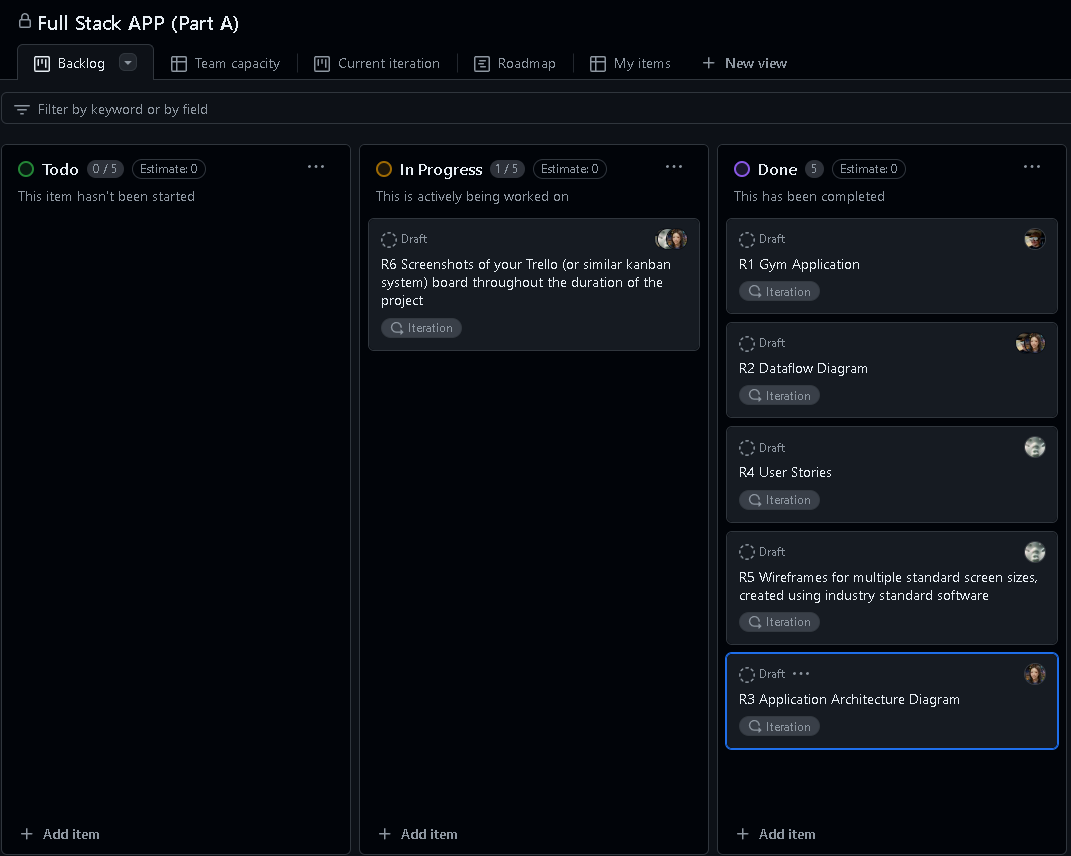 Full Stack APP (Part A)
Backlog
Team capacity
Current iteration
Roadmap
My items
New view
Filter by keyword or by field
Todo 0 / 5 Estimate: 0
This item hasn't been started
Add item
In Progress 1 / 5 Estimate: 0
This is actively being worked on
Draft
R6 Screenshots of your Trello (or similar kanban
system) board throughout the duration of the
project
Iteration
Add item
Done 5 Estimate: 0
This has been completed
Draft
R1 Gym Application
Iteration
Draft
R2 Dataflow Diagram
Iteration
Draft
R4 User Stories
Iteration
Draft
R5 Wireframes for multiple standard screen sizes,
created using industry standard software
Iteration
Draft
R3 Application Architecture Diagram
Iteration
Add item